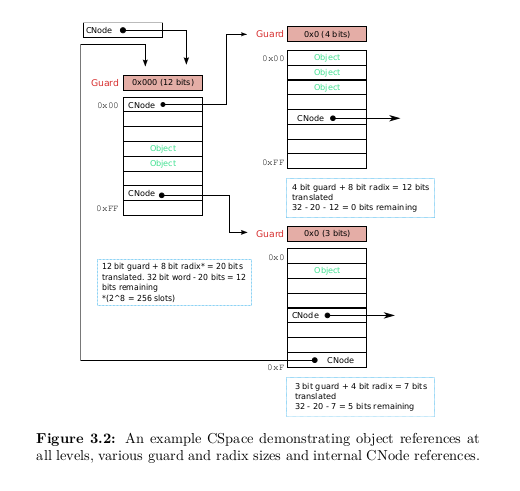 CNode
Guard
0x000 (12 bits)
0x00
CNode
Object
Object
CNode
0xFF
12 bit guard + 8 bit radix* = 20 bits
translated. 32 bit word - 20 bits = 12
bits remaining
*(2^8 = 256 slots)
Guard
0x0 (4 bits)
0x00
Object
Object
Object
CNode
0xFF
4 bit guard + 8 bit radix = 12 bits
translated
32 - 20 - 12 = 0 bits remaining
Guard
0x0 (3 bits)
0x0
Object
CNode
CNode
0xF
3 bit guard + 4 bit radix = 7 bits
translated
32 - 20 - 7 = 5 bits remaining
Figure 3.2: An example CSpace demonstrating object references at
all levels, various guard and radix sizes and internal CNode references.